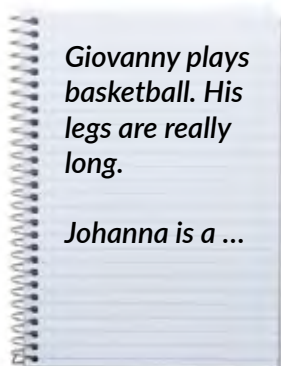 Giovanny plays
basketball. His
legs are really
long.
Johanna is a ...